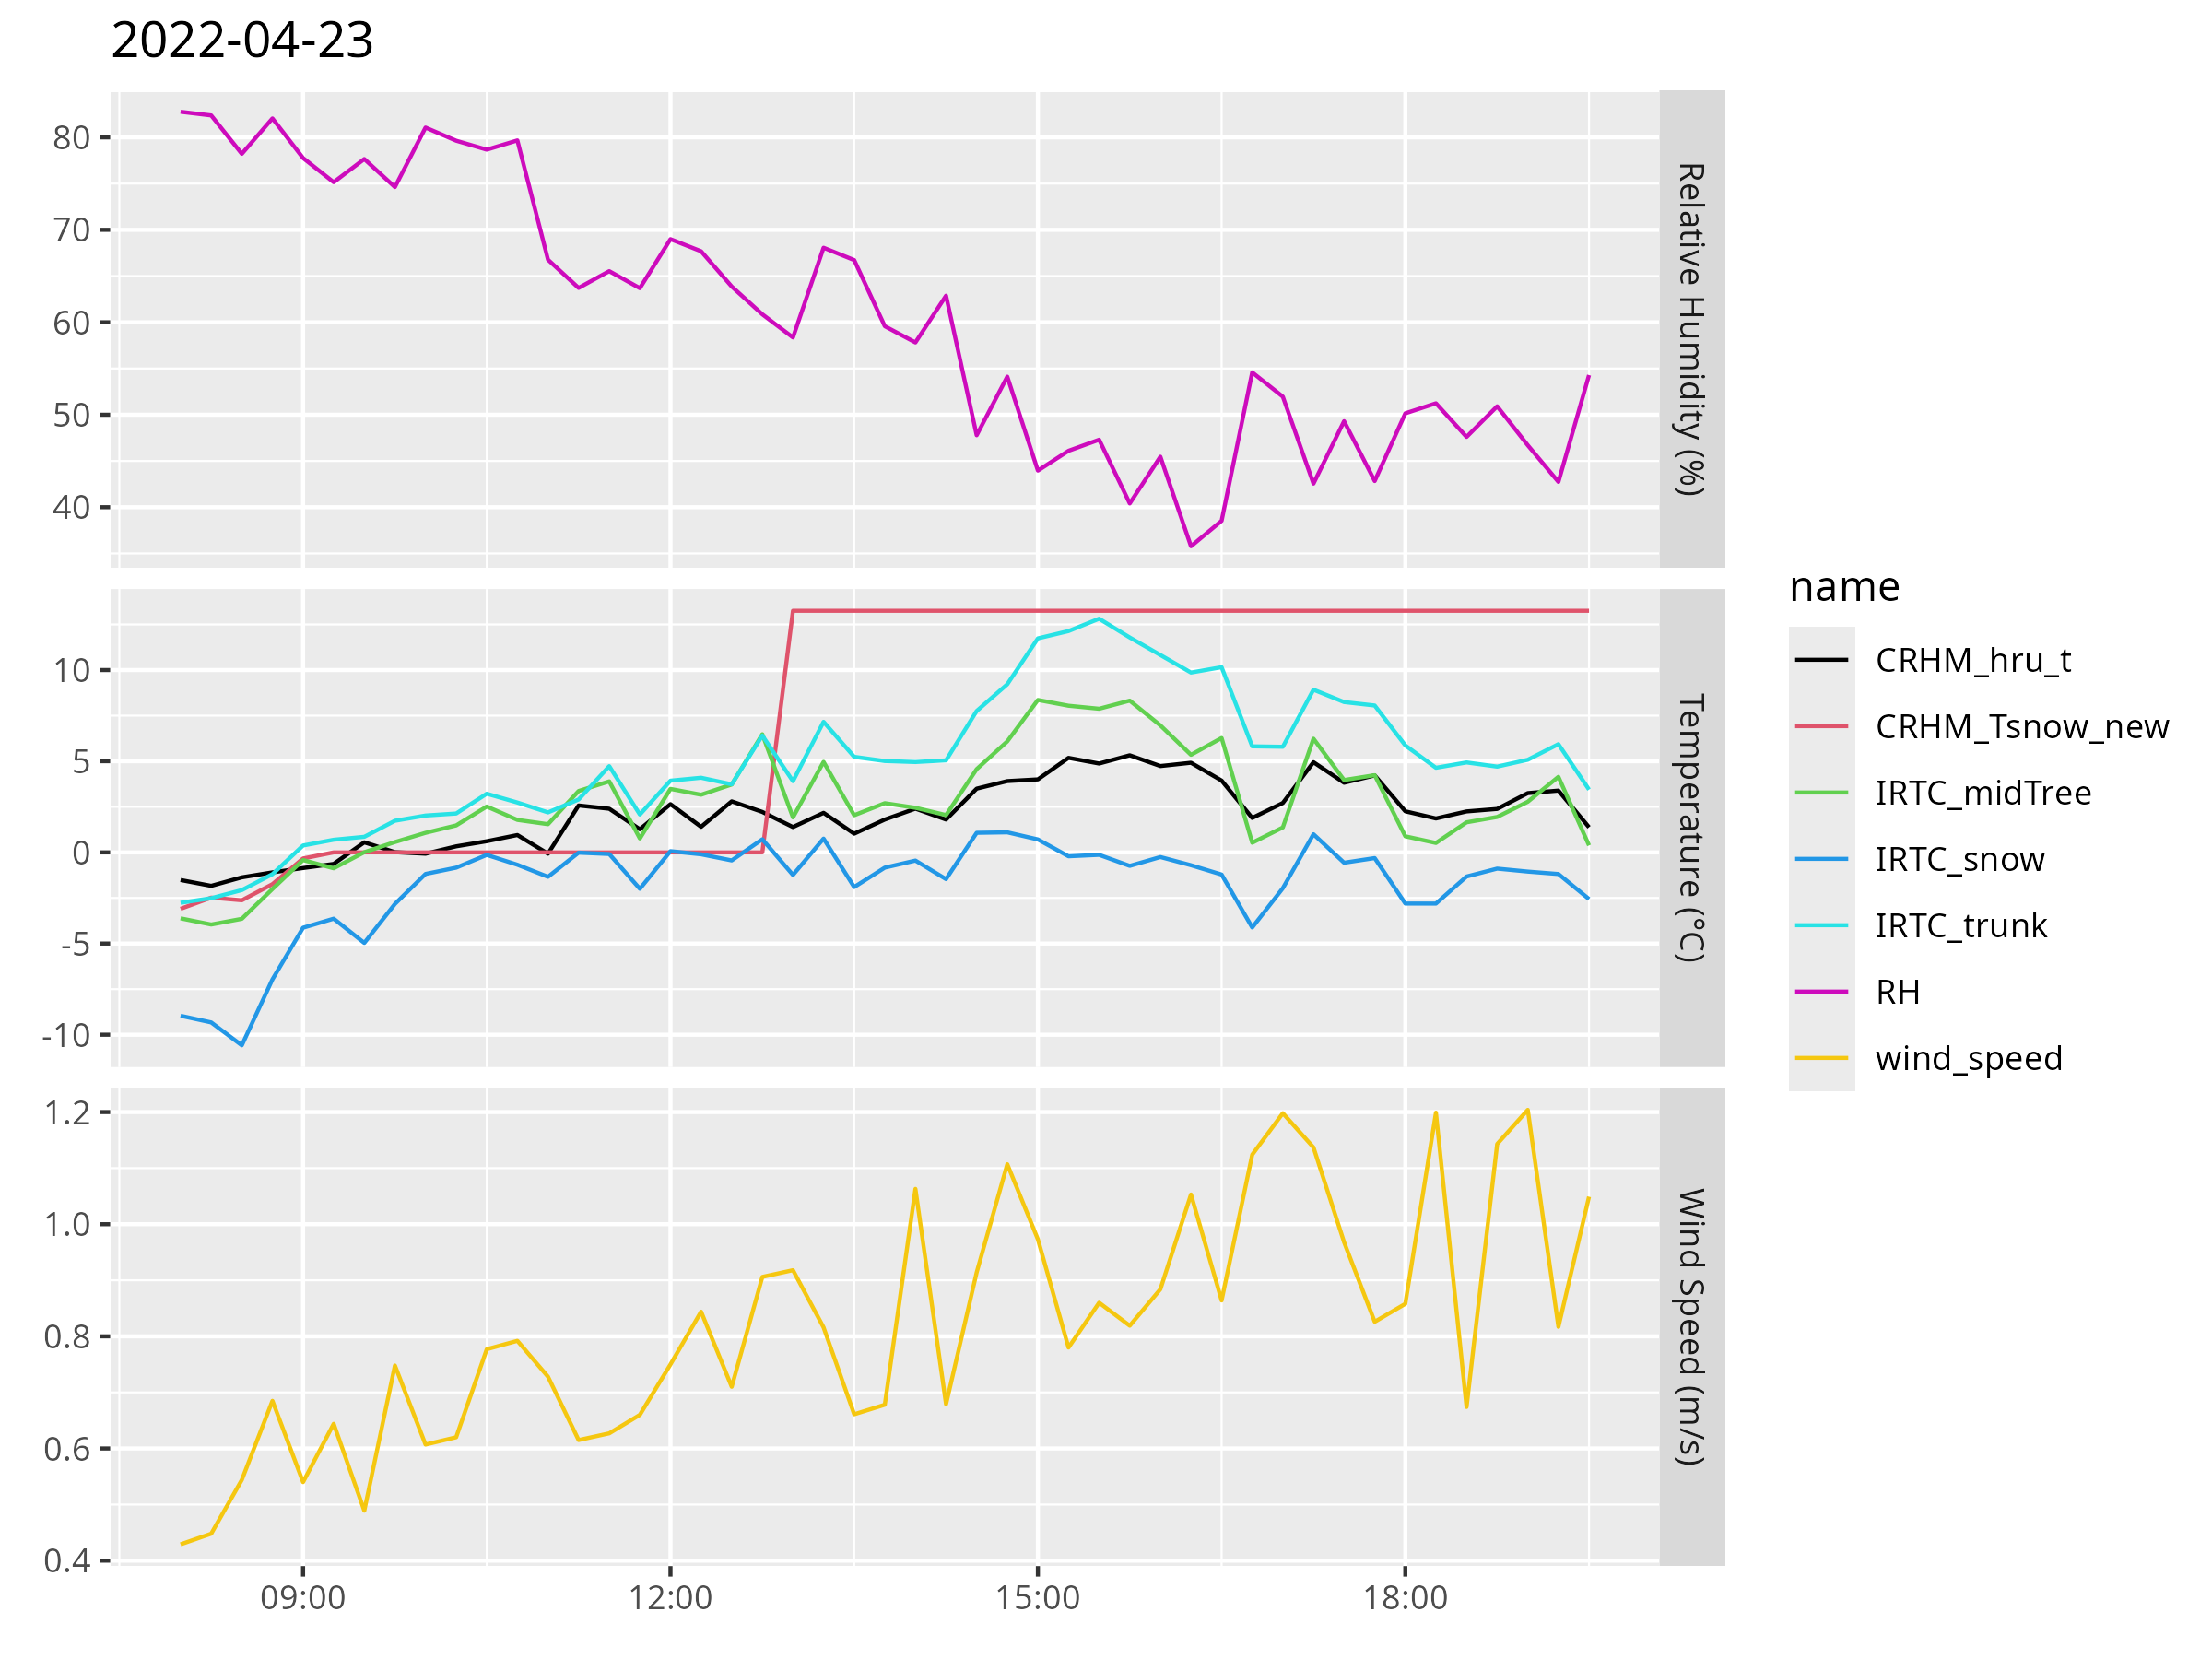 2022-04-23
80
70
60
50
40
Relative Humidity (%)
10
5
0
-5
-10
Temperature (°C)
1.2
1.0
0.8
0.6
0.4
Wind Speed (m/s)
09:00
12:00
15:00
18:00
name
CRHM_hru_t
CRHM_Tsnow_new
IRTC_midTree
IRTC_snow
IRTC_trunk
RH
wind_speed